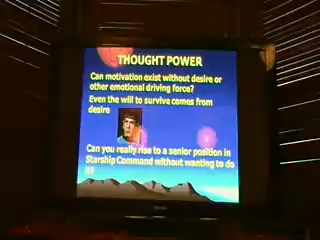 THOUGHT POWER
Can motivation exist without desire or
other emotional driving force?
Even the will to survive comes from
desire
Can you really rise to a senior position in
Starship Command without wanting to do
it?